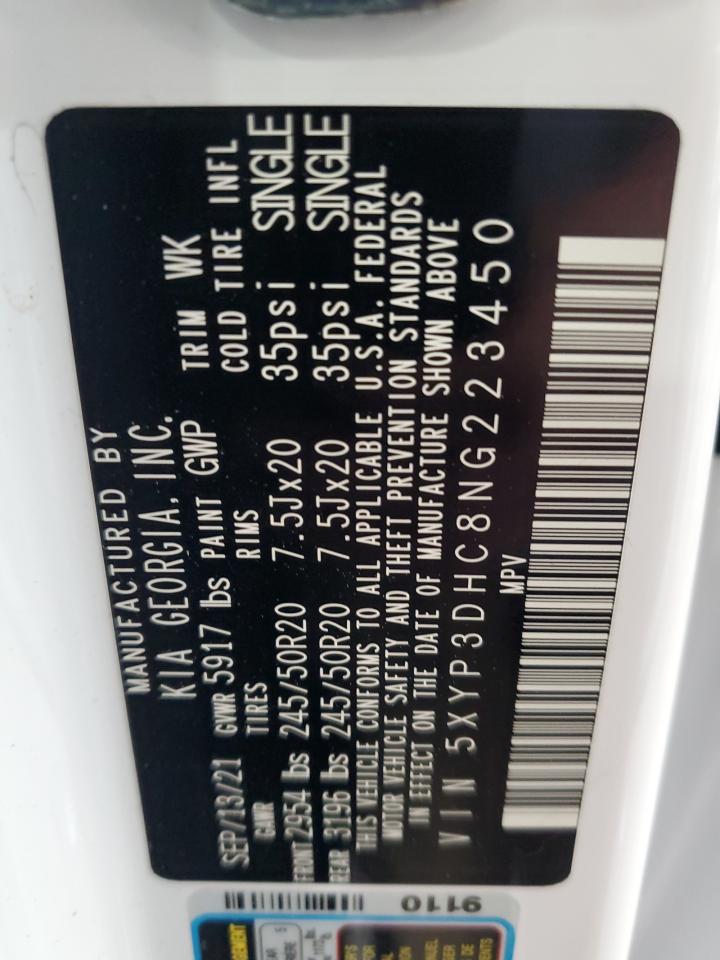 MANUFACTURED BY
KIA GEORGIA, INC.
SEP/13/21 GVWR 5917 lbs PAINT GWP TRIM WK
GAWR TIRES RIMS COLD TIRE INFL
FRONT 2954 lbs 245/50R20 7.5Jx20 35psi SINGLE
REAR 3196 lbs 245/50R20 7.5Jx20 35psi SINGLE
THIS VEHICLE CONFORMS TO ALL APPLICABLE U.S.A. FEDERAL
MOTOR VEHICLE SAFETY AND THEFT PREVENTION STANDARDS
IN EFFECT ON THE DATE OF MANUFACTURE SHOWN ABOVE
VIN 5XYP3DHC8NG223450
MPV
9110